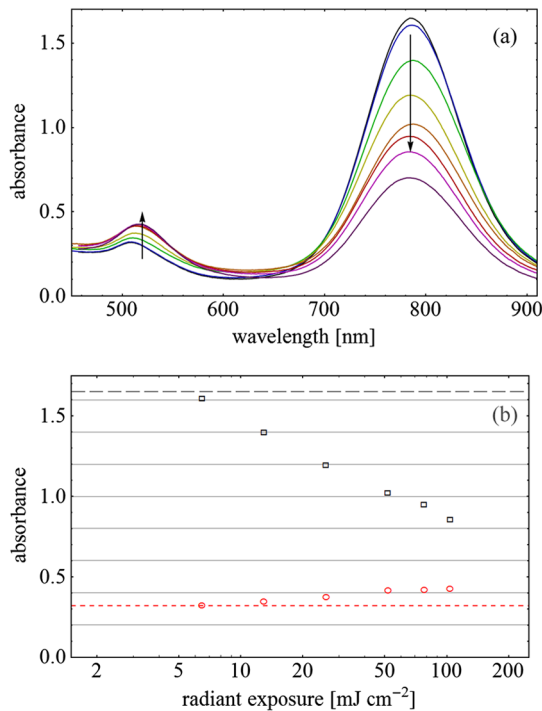 (a)
1.5
1.0
0.5
0.0
absorbance
500 600 700 800 900
wavelength [nm]
(b)
1.5
1.0
0.5
0.0
absorbance
2 5 10 20 50 100 200
radiant exposure [mJ cm⁻²]